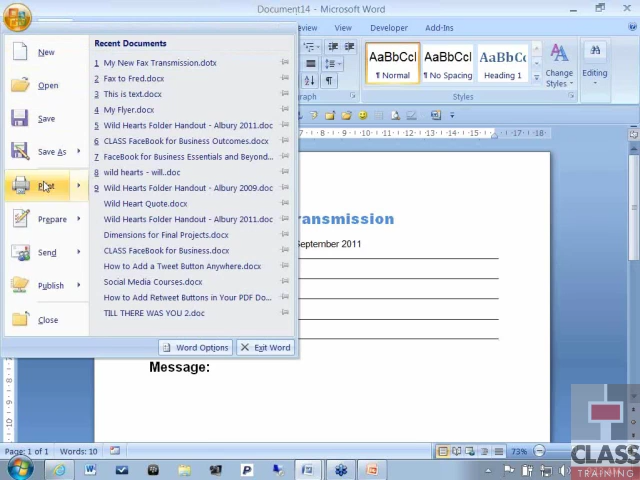 Document14 - Microsoft Word
View
Developer
Add-Ins
AaBbCcI
AaBbCcI
AaBbCc
¶ Normal
¶ No Spacing
Heading 1
Change
Styles
Editing
Styles
New
Open
Save
Save As
Prepare
Send
Publish
Close
Recent Documents
1 My New Fax Transmission.dotx
2 Fax to Fred.docx
3 This is text.docx
4 My Flyer.docx
5 Wild Hearts Folder Handout - Albury 2011.doc
6 CLASS FaceBook for Business Outcomes.docx
7 FaceBook for Business Essentials and Beyond...
8 wild hearts - will..doc
9 Wild Hearts Folder Handout - Albury 2009.doc
Wild Heart Quote.docx
Wild Hearts Folder Handout - Albury 2011.doc
Dimensions for Final Projects.docx
CLASS FaceBook for Business.docx
How to Add a Tweet Button Anywhere.docx
Social Media Courses.docx
How to Add Retweet Buttons in Your PDF Do...
TILL THERE WAS YOU 2.doc
Word Options
Exit Word
ransmission
September 2011
Message:
Page: 1 of 1
Words: 10
73%
CLASS
TRAINING